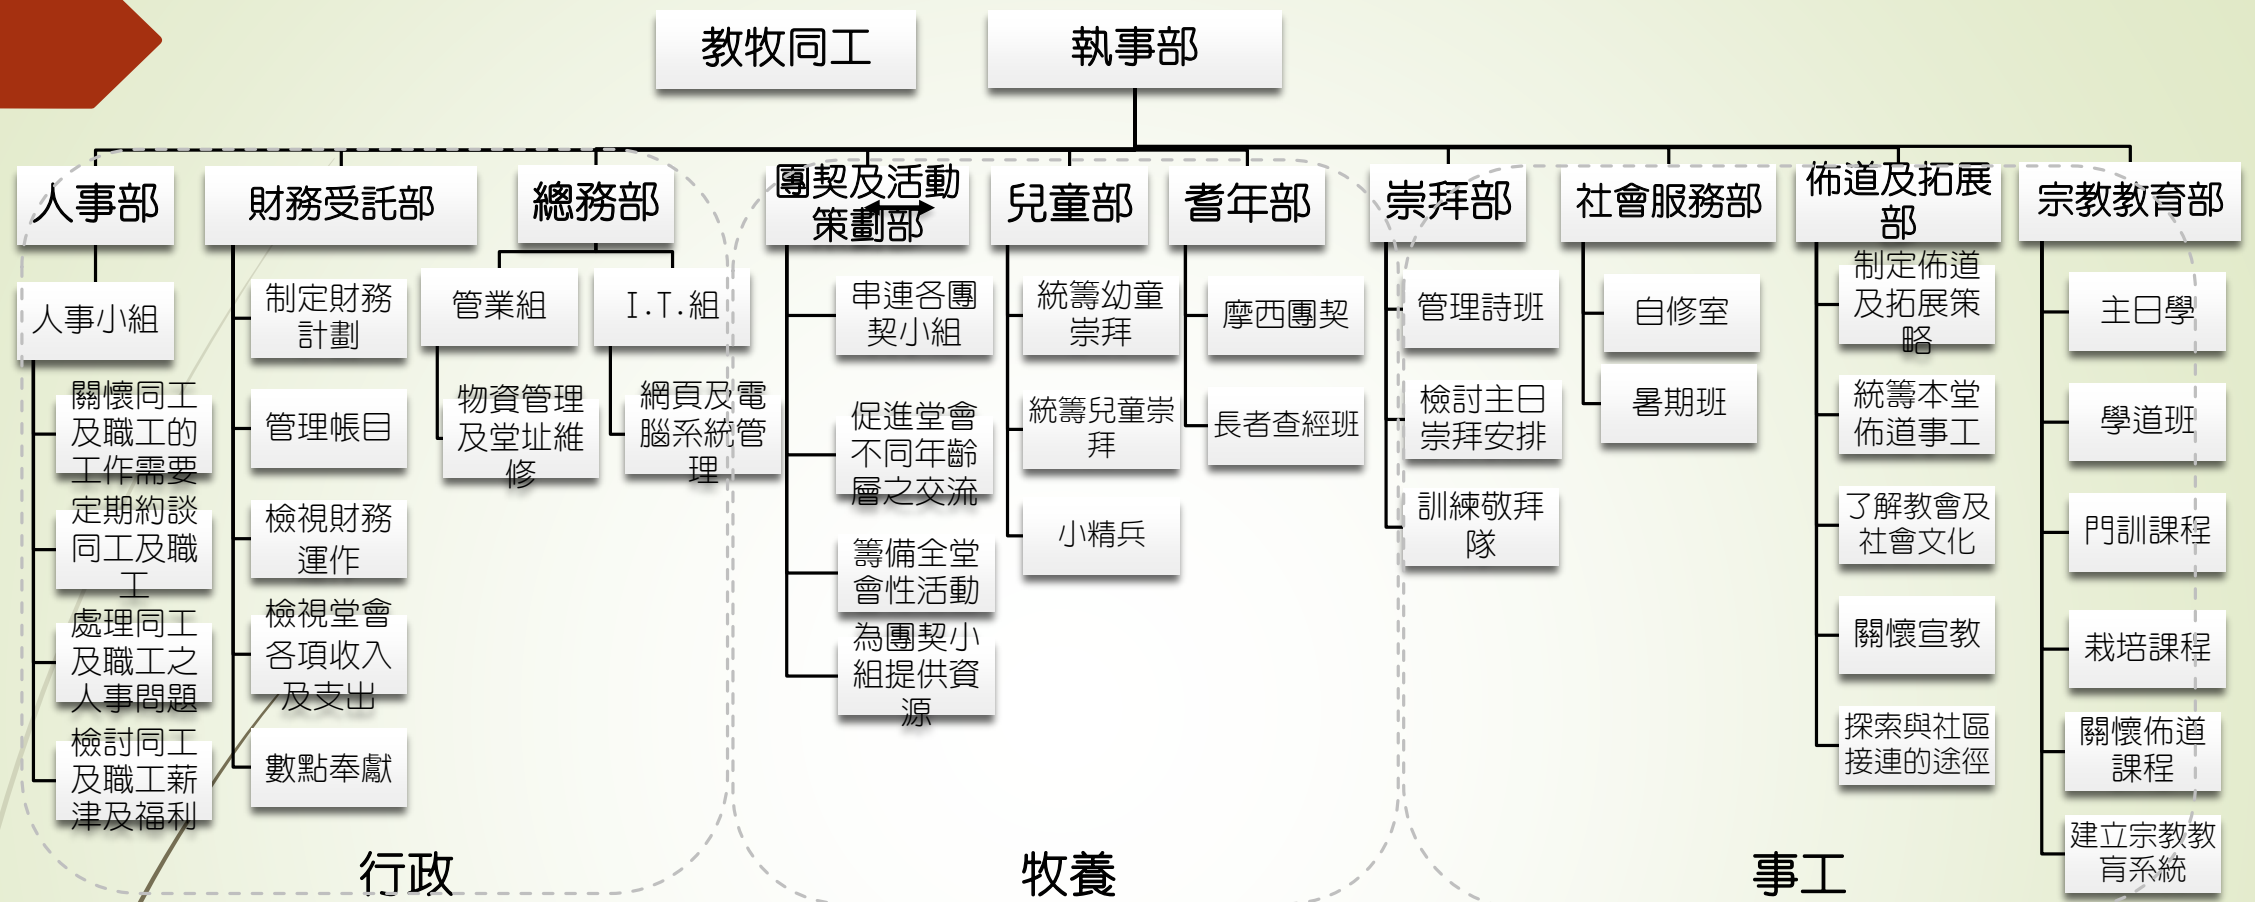 教牧同工
執事部
人事部
人事小組
關懷同工
及職工的
工作需要
定期約談
同工及職
工
處理同工
及職工之
人事問題
檢討同工
及職工薪
津及福利
財務受託部
制定財務
計劃
管理帳目
檢視財務
運作
檢視堂會
各項收入
及支出
數點奉獻
總務部
管業組
物資管理
及堂址維
修
I.T.組
網頁及電
腦系統管
理
行政
團契及活動
策劃部
串連各團
契小組
促進堂會
不同年齡
層之交流
籌備全堂
會性活動
為團契小
組提供資
源
兒童部
統籌幼童
崇拜
統籌兒童崇
拜
小精兵
耆年部
摩西團契
長者查經班
牧養
崇拜部
管理詩班
檢討主日
崇拜安排
訓練敬拜
隊
社會服務部
自修室
暑期班
佈道及拓展
部
制定佈道
及拓展策
略
統籌本堂
佈道事工
了解教會及
社會文化
關懷宣教
探索與社區
接連的途徑
宗教教育部
主日學
學道班
門訓課程
栽培課程
關懷佈道
課程
建立宗教教
育系統
事工